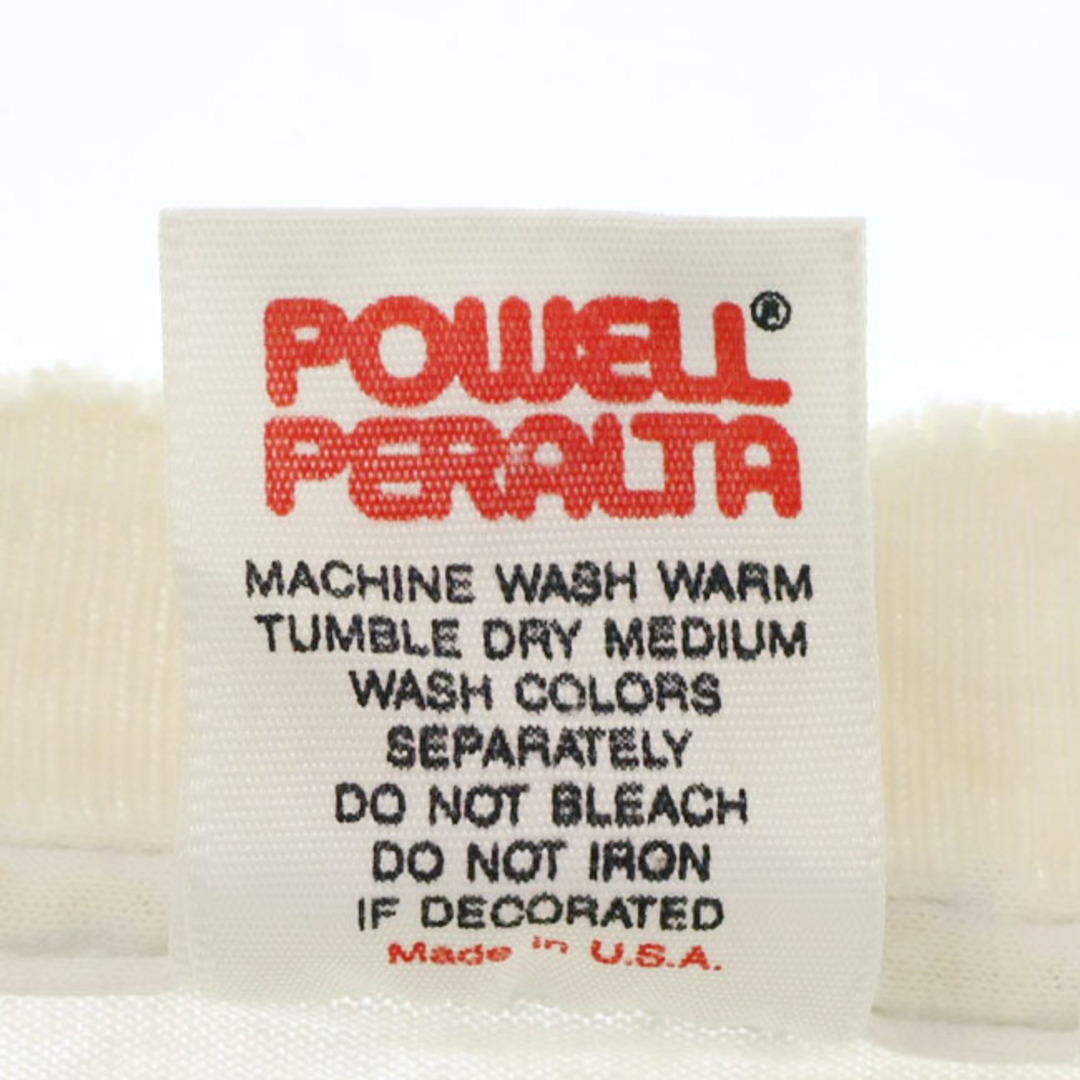 POWELL®
PERALTA
MACHINE WASH WARM
TUMBLE DRY MEDIUM
WASH COLORS
SEPARATELY
DO NOT BLEACH
DO NOT IRON
IF DECORATED
Made in U.S.A.